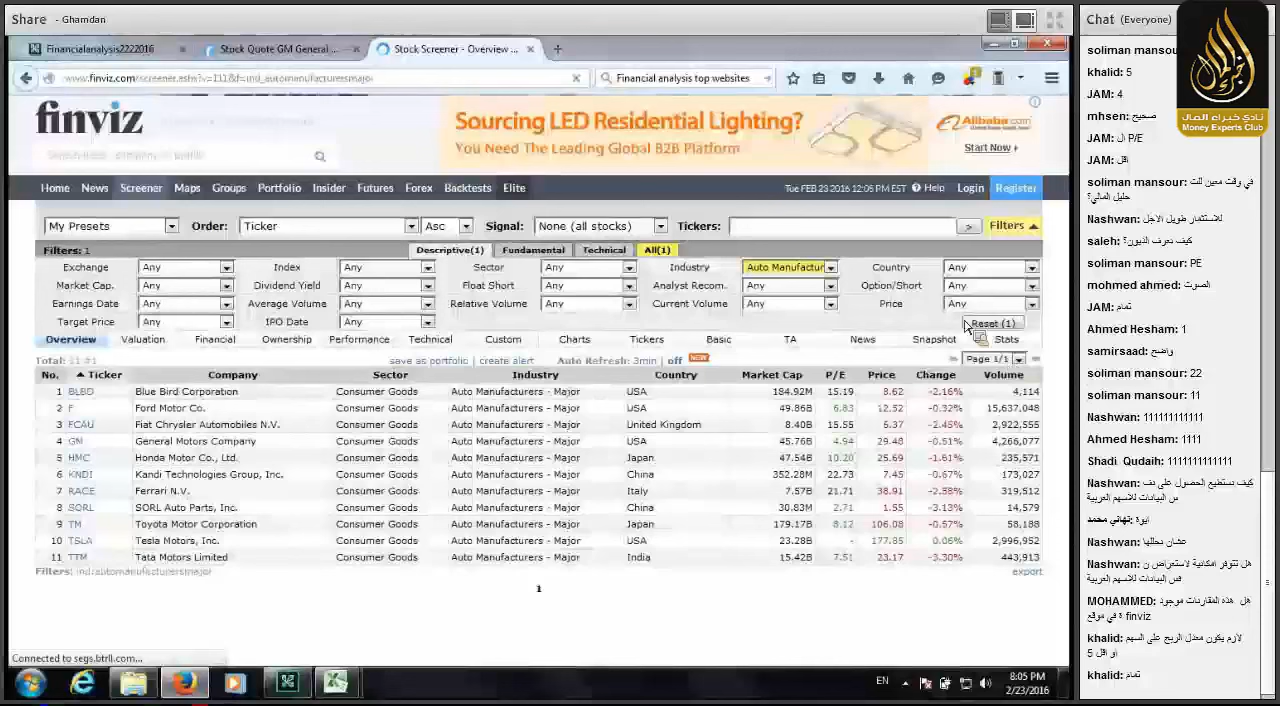 Share - Ghamdan
Financialanalysis2222016
Stock Quote GM General...
Stock Screener - Overview ...
www.finviz.com/screener.ashx?v=111&f=ind_automanufacturersmajor
Financial analysis top websites
finviz
Sourcing LED Residential Lighting?
You Need The Leading Global B2B Platform
Alibaba.com
Start Now
Home News Screener Maps Groups Portfolio Insider Futures Forex Backtests Elite
Tue FEB 23 2016 12:05 PM EST Help Login Register
My Presets Order: Ticker Asc Signal: None (all stocks) Tickers: > Filters
Filters: 1 Descriptive(1) Fundamental Technical All(1)
Exchange Any Index Any Sector Any Industry Auto Manufactur Country Any
Market Cap. Any Dividend Yield Any Float Short Any Analyst Recom. Any Option/Short Any
Earnings Date Any Average Volume Any Relative Volume Any Current Volume Any Price Any
Target Price Any IPO Date Any Reset (1)
Overview Valuation Financial Ownership Performance Technical Custom Charts Tickers Basic TA News Snapshot Stats
Total: 11 #1 save as portfolio | create alert Auto Refresh: 3min | off NEW Page 1/1
No. Ticker Company Sector Industry Country Market Cap P/E Price Change Volume
1 BLBD Blue Bird Corporation Consumer Goods Auto Manufacturers - Major USA 184.92M 15.19 8.62 -2.16% 4,114
2 F Ford Motor Co. Consumer Goods Auto Manufacturers - Major USA 49.86B 6.83 12.52 -0.32% 15,637,048
3 FCAU Fiat Chrysler Automobiles N.V. Consumer Goods Auto Manufacturers - Major United Kingdom 8.40B 15.55 6.37 -2.45% 2,922,555
4 GM General Motors Company Consumer Goods Auto Manufacturers - Major USA 45.76B 4.94 29.48 -0.51% 4,266,077
5 HMC Honda Motor Co., Ltd. Consumer Goods Auto Manufacturers - Major Japan 47.54B 10.20 25.69 -1.61% 235,571
6 KNDI Kandi Technologies Group, Inc. Consumer Goods Auto Manufacturers - Major China 352.28M 22.73 7.45 -0.67% 173,027
7 RACE Ferrari N.V. Consumer Goods Auto Manufacturers - Major Italy 7.57B 21.71 38.91 -2.38% 319,512
8 SORL SORL Auto Parts, Inc. Consumer Goods Auto Manufacturers - Major China 30.83M 2.71 1.55 -3.13% 14,579
9 TM Toyota Motor Corporation Consumer Goods Auto Manufacturers - Major Japan 179.17B 8.12 106.08 -0.57% 58,188
10 TSLA Tesla Motors, Inc. Consumer Goods Auto Manufacturers - Major USA 23.28B - 177.85 0.06% 2,996,952
11 TTM Tata Motors Limited Consumer Goods Auto Manufacturers - Major India 15.42B 7.51 23.17 -3.30% 443,913
Filters: ind:automanufacturersmajor export
1
Connected to segs.btrll.com...
EN 8:05 PM
2/23/2016
Chat (Everyone)
نادي خبراء المال
Money Experts Club
soliman mansour:
khalid: 5
JAM: 4
mhsen: صحيح
JAM: ال P/E
JAM: اقل
soliman mansour: في وقت معين للت
حليل المالي؟
Nashwan: للاستثمار طويل الاجل
saleh: كيف نعرف الديون؟
soliman mansour: PE
mohmed ahmed: الصوت
JAM: تمام
Ahmed Hesham: 1
samirsaad: واضح
soliman mansour: 22
soliman mansour: 11
Nashwan: 111111111111
Ahmed Hesham: 1111
Shadi_Qudaih: 1111111111111
Nashwan: كيف نستطيع الحصول على نف
س البيانات للاسهم العربية
تهاني محمد: ايوة
Nashwan: عشان نحللها
Nashwan: هل تتوفر امكانية لاستعراض ن
فس البيانات للاسهم العربية
MOHAMMED: هل هذه المقارنات موجود
ة في موقع finviz
khalid: لازم يكون معدل الربح على السهم
5 او اقل
khalid: تمام